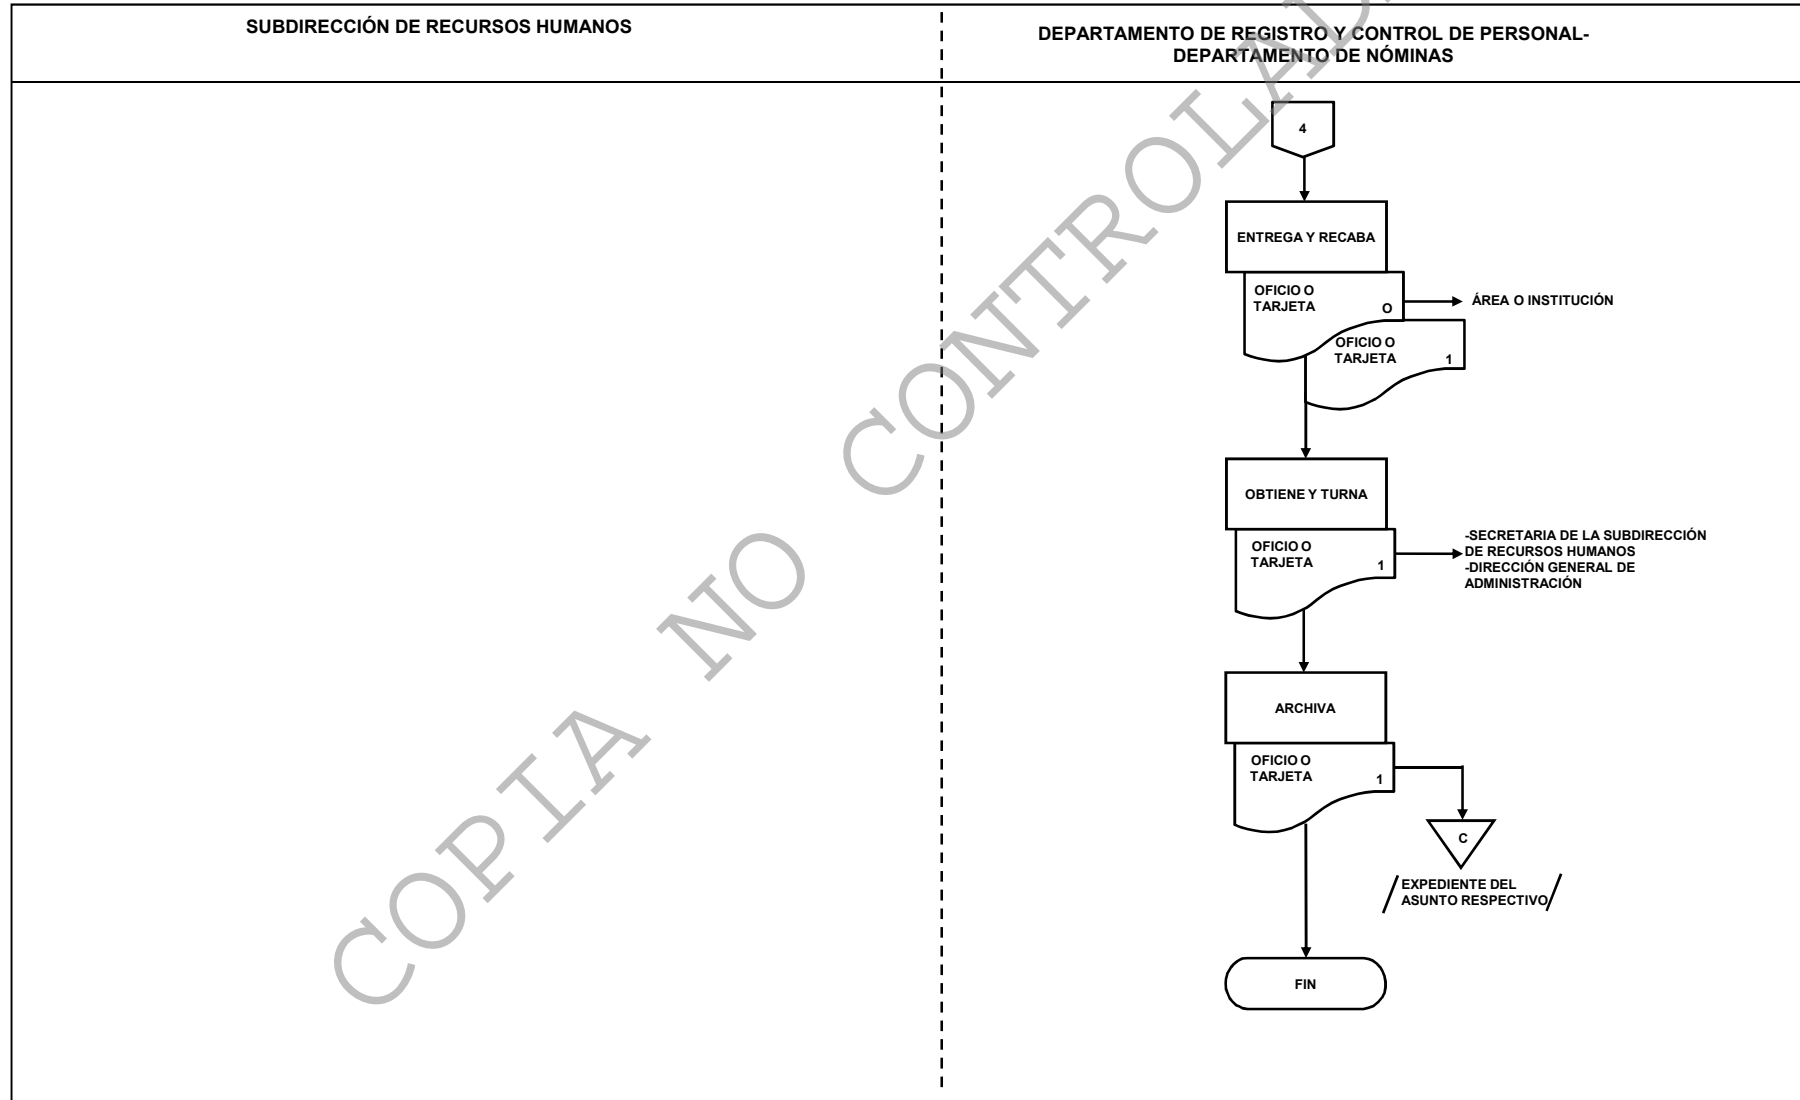 SUBDIRECCIÓN DE RECURSOS HUMANOS
DEPARTAMENTO DE REGISTRO Y CONTROL DE PERSONAL-
DEPARTAMENTO DE NÓMINAS
4
ENTREGA Y RECABA
OFICIO O
TARJETA
O
ÁREA O INSTITUCIÓN
OFICIO O
TARJETA
1
OBTIENE Y TURNA
OFICIO O
TARJETA
1
-SECRETARIA DE LA SUBDIRECCIÓN
DE RECURSOS HUMANOS
-DIRECCIÓN GENERAL DE
ADMINISTRACIÓN
ARCHIVA
OFICIO O
TARJETA
1
C
EXPEDIENTE DEL
ASUNTO RESPECTIVO
FIN
COPIA NO CONTROLAD